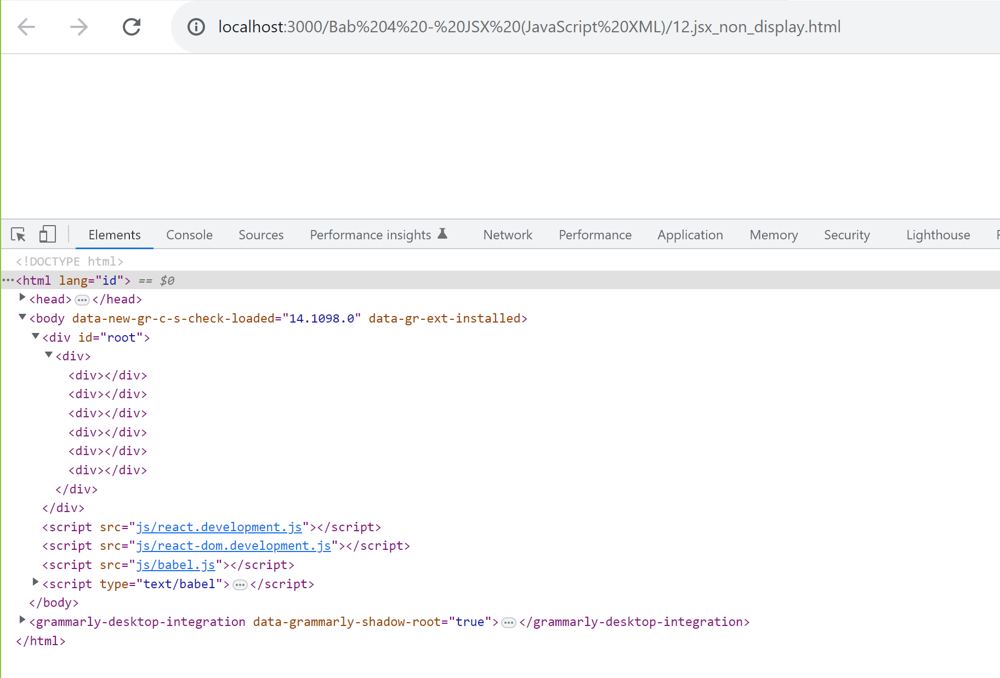 localhost:3000/Bab%204%20-%20JSX%20(JavaScript%20XML)/12.jsx_non_display.html
Elements Console Sources Performance insights Network Performance Application Memory Security Lighthouse
<!DOCTYPE html>
<html lang="id"> == $0
<head>…</head>
<body data-new-gr-c-s-check-loaded="14.1098.0" data-gr-ext-installed>
<div id="root">
<div>
<div></div>
<div></div>
<div></div>
<div></div>
<div></div>
<div></div>
</div>
</div>
<script src="js/react.development.js"></script>
<script src="js/react-dom.development.js"></script>
<script src="js/babel.js"></script>
<script type="text/babel">…</script>
</body>
<grammarly-desktop-integration data-grammarly-shadow-root="true">…</grammarly-desktop-integration>
</html>